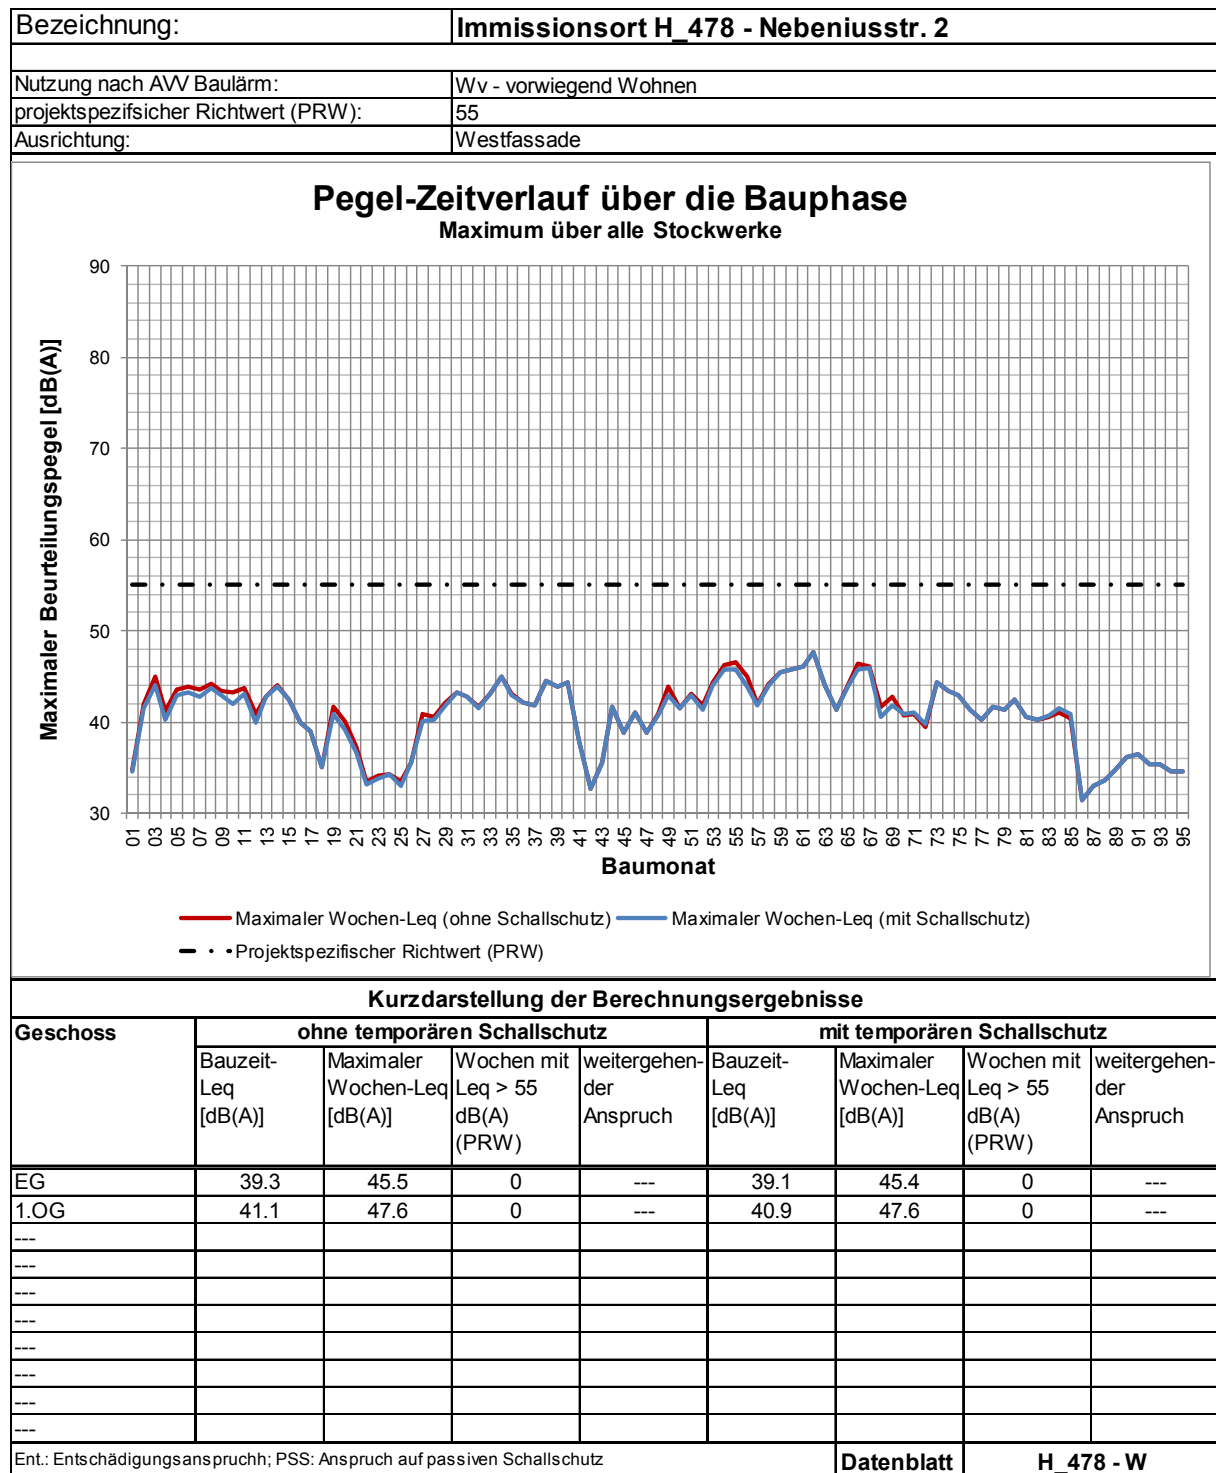 Bezeichnung: Immissionsort H_478 - Nebeniusstr. 2
Nutzung nach AVV Baulärm: Wv - vorwiegend Wohnen
projektspezifsicher Richtwert (PRW): 55
Ausrichtung: Westfassade
Pegel-Zeitverlauf über die Bauphase
Maximum über alle Stockwerke
Maximaler Beurteilungspegel [dB(A)]
90
80
70
60
50
40
30
01 03 05 07 09 11 13 15 17 19 21 23 25 27 29 31 33 35 37 39 41 43 45 47 49 51 53 55 57 59 61 63 65 67 69 71 73 75 77 79 81 83 85 87 89 91 93 95
Baumonat
Maximaler Wochen-Leq (ohne Schallschutz) Maximaler Wochen-Leq (mit Schallschutz)
Projektspezifischer Richtwert (PRW)
Kurzdarstellung der Berechnungsergebnisse
Geschoss ohne temporären Schallschutz mit temporären Schallschutz
Bauzeit- Maximaler Wochen mit weitergehen- Bauzeit- Maximaler Wochen mit weitergehen-
Leq Wochen-Leq Leq > 55 der Leq Wochen-Leq Leq > 55 der
[dB(A)] [dB(A)] dB(A) Anspruch [dB(A)] [dB(A)] dB(A) Anspruch
(PRW) (PRW)
EG 39.3 45.5 0 --- 39.1 45.4 0 ---
1.OG 41.1 47.6 0 --- 40.9 47.6 0 ---
---
---
---
---
---
---
---
---
Ent.: Entschädigungsanspruchh; PSS: Anspruch auf passiven Schallschutz Datenblatt H_478 - W